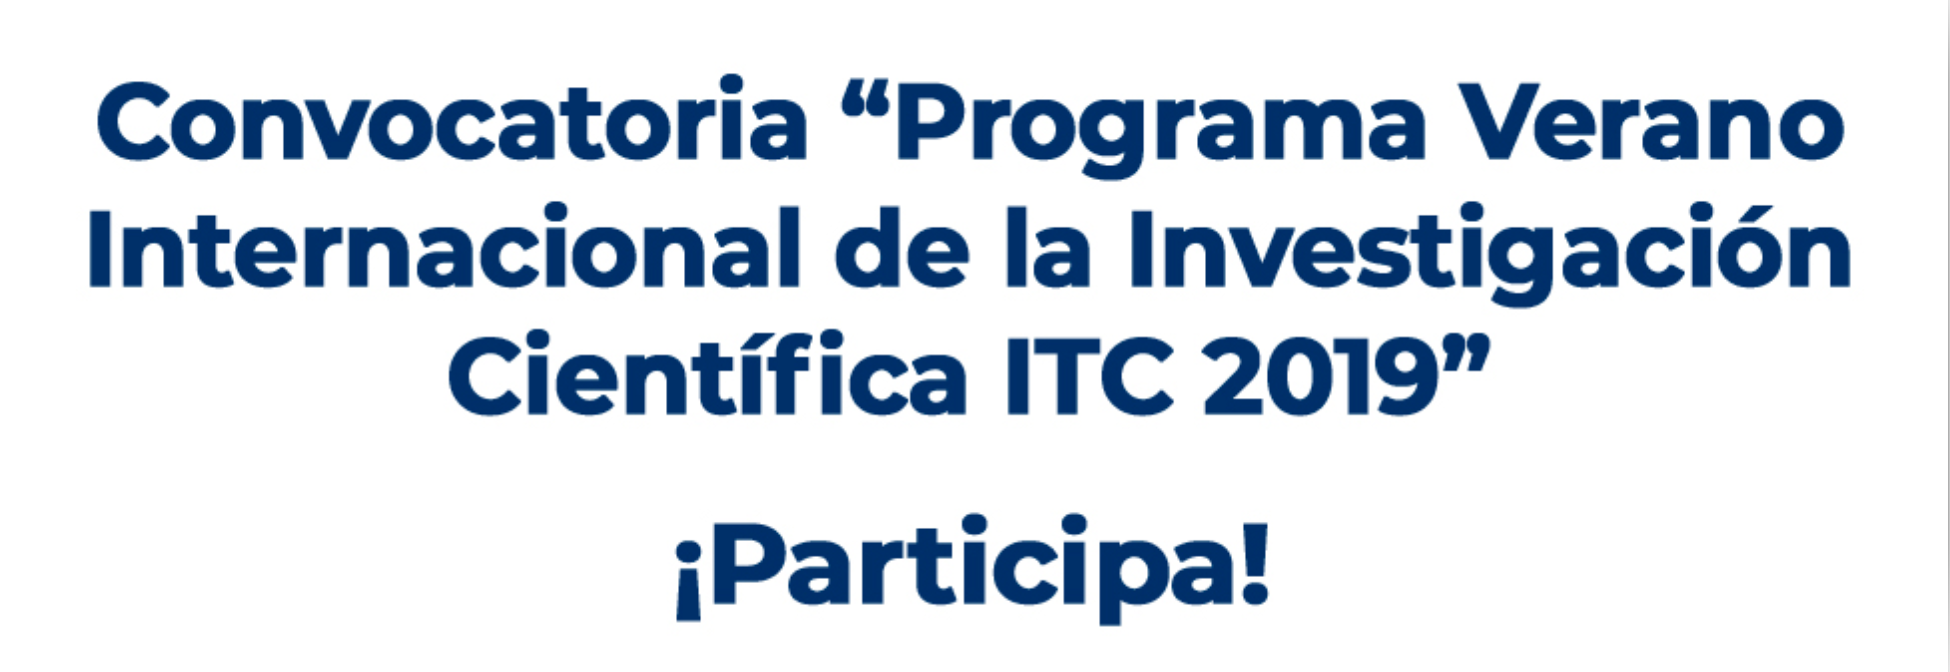 Convocatoria “Programa Verano
Internacional de la Investigación
Científica ITC 2019”
¡Participa!